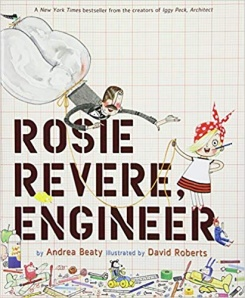 A New York Times bestseller from the creators of Iggy Peck, Architect
ROSIE
REVERE,
ENGINEER
by Andrea Beaty illustrated by David Roberts